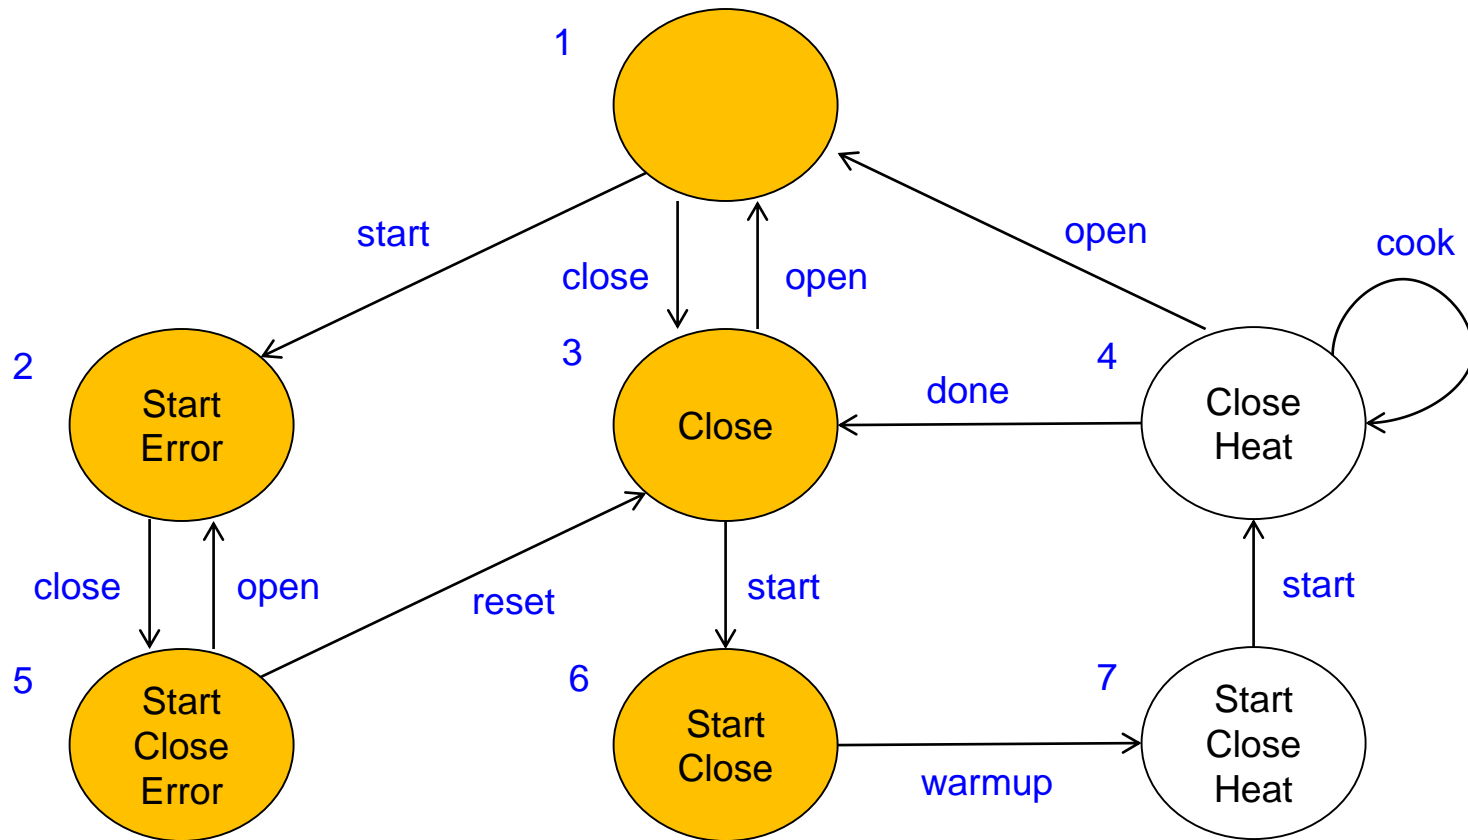 1
start
close
open
open
cook
2
Start
Error
3
Close
done
4
Close
Heat
close
open
reset
start
start
5
Start
Close
Error
6
Start
Close
warmup
7
Start
Close
Heat